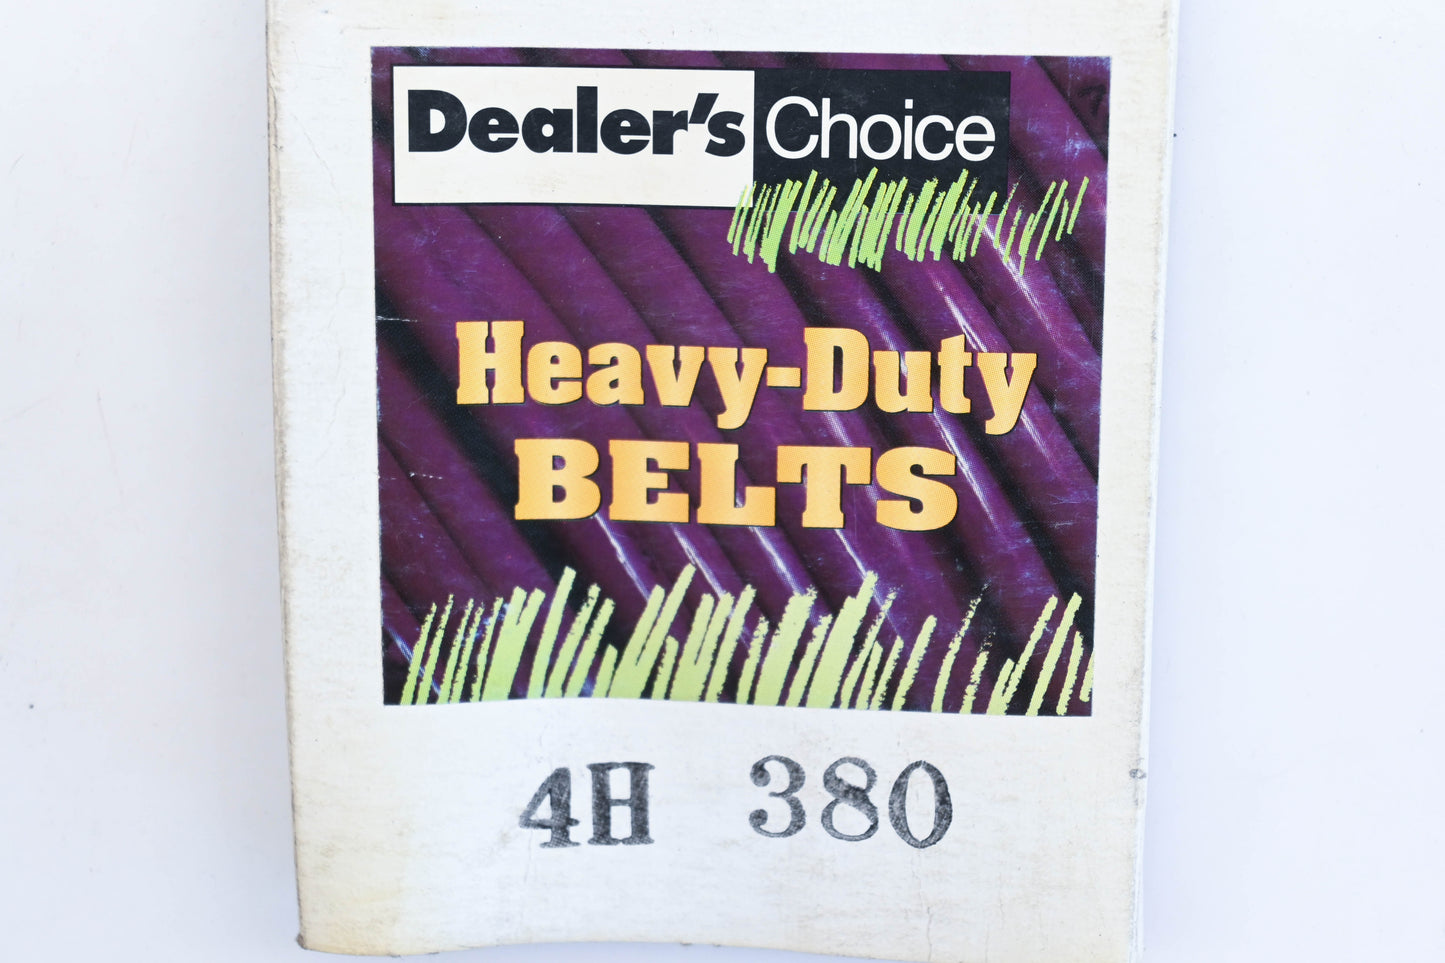 Dealer's Choice
Heavy-Duty
BELTS
4H 380